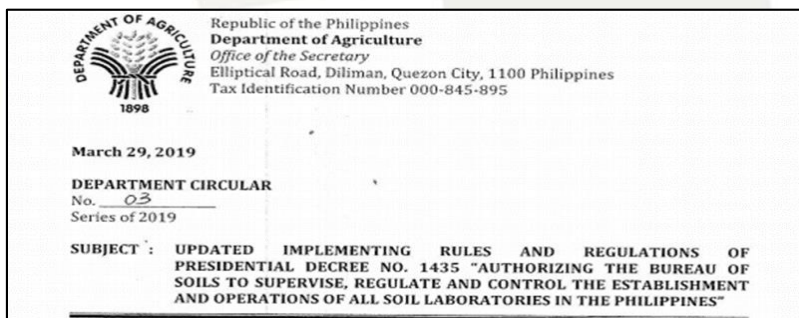 DEPARTMENT OF AGRICULTURE
1898
Republic of the Philippines
Department of Agriculture
Office of the Secretary
Elliptical Road, Diliman, Quezon City, 1100 Philippines
Tax Identification Number 000-845-895
March 29, 2019
DEPARTMENT CIRCULAR
No. 03
Series of 2019
SUBJECT : UPDATED IMPLEMENTING RULES AND REGULATIONS OF
PRESIDENTIAL DECREE NO. 1435 "AUTHORIZING THE BUREAU OF
SOILS TO SUPERVISE, REGULATE AND CONTROL THE ESTABLISHMENT
AND OPERATIONS OF ALL SOIL LABORATORIES IN THE PHILIPPINES"